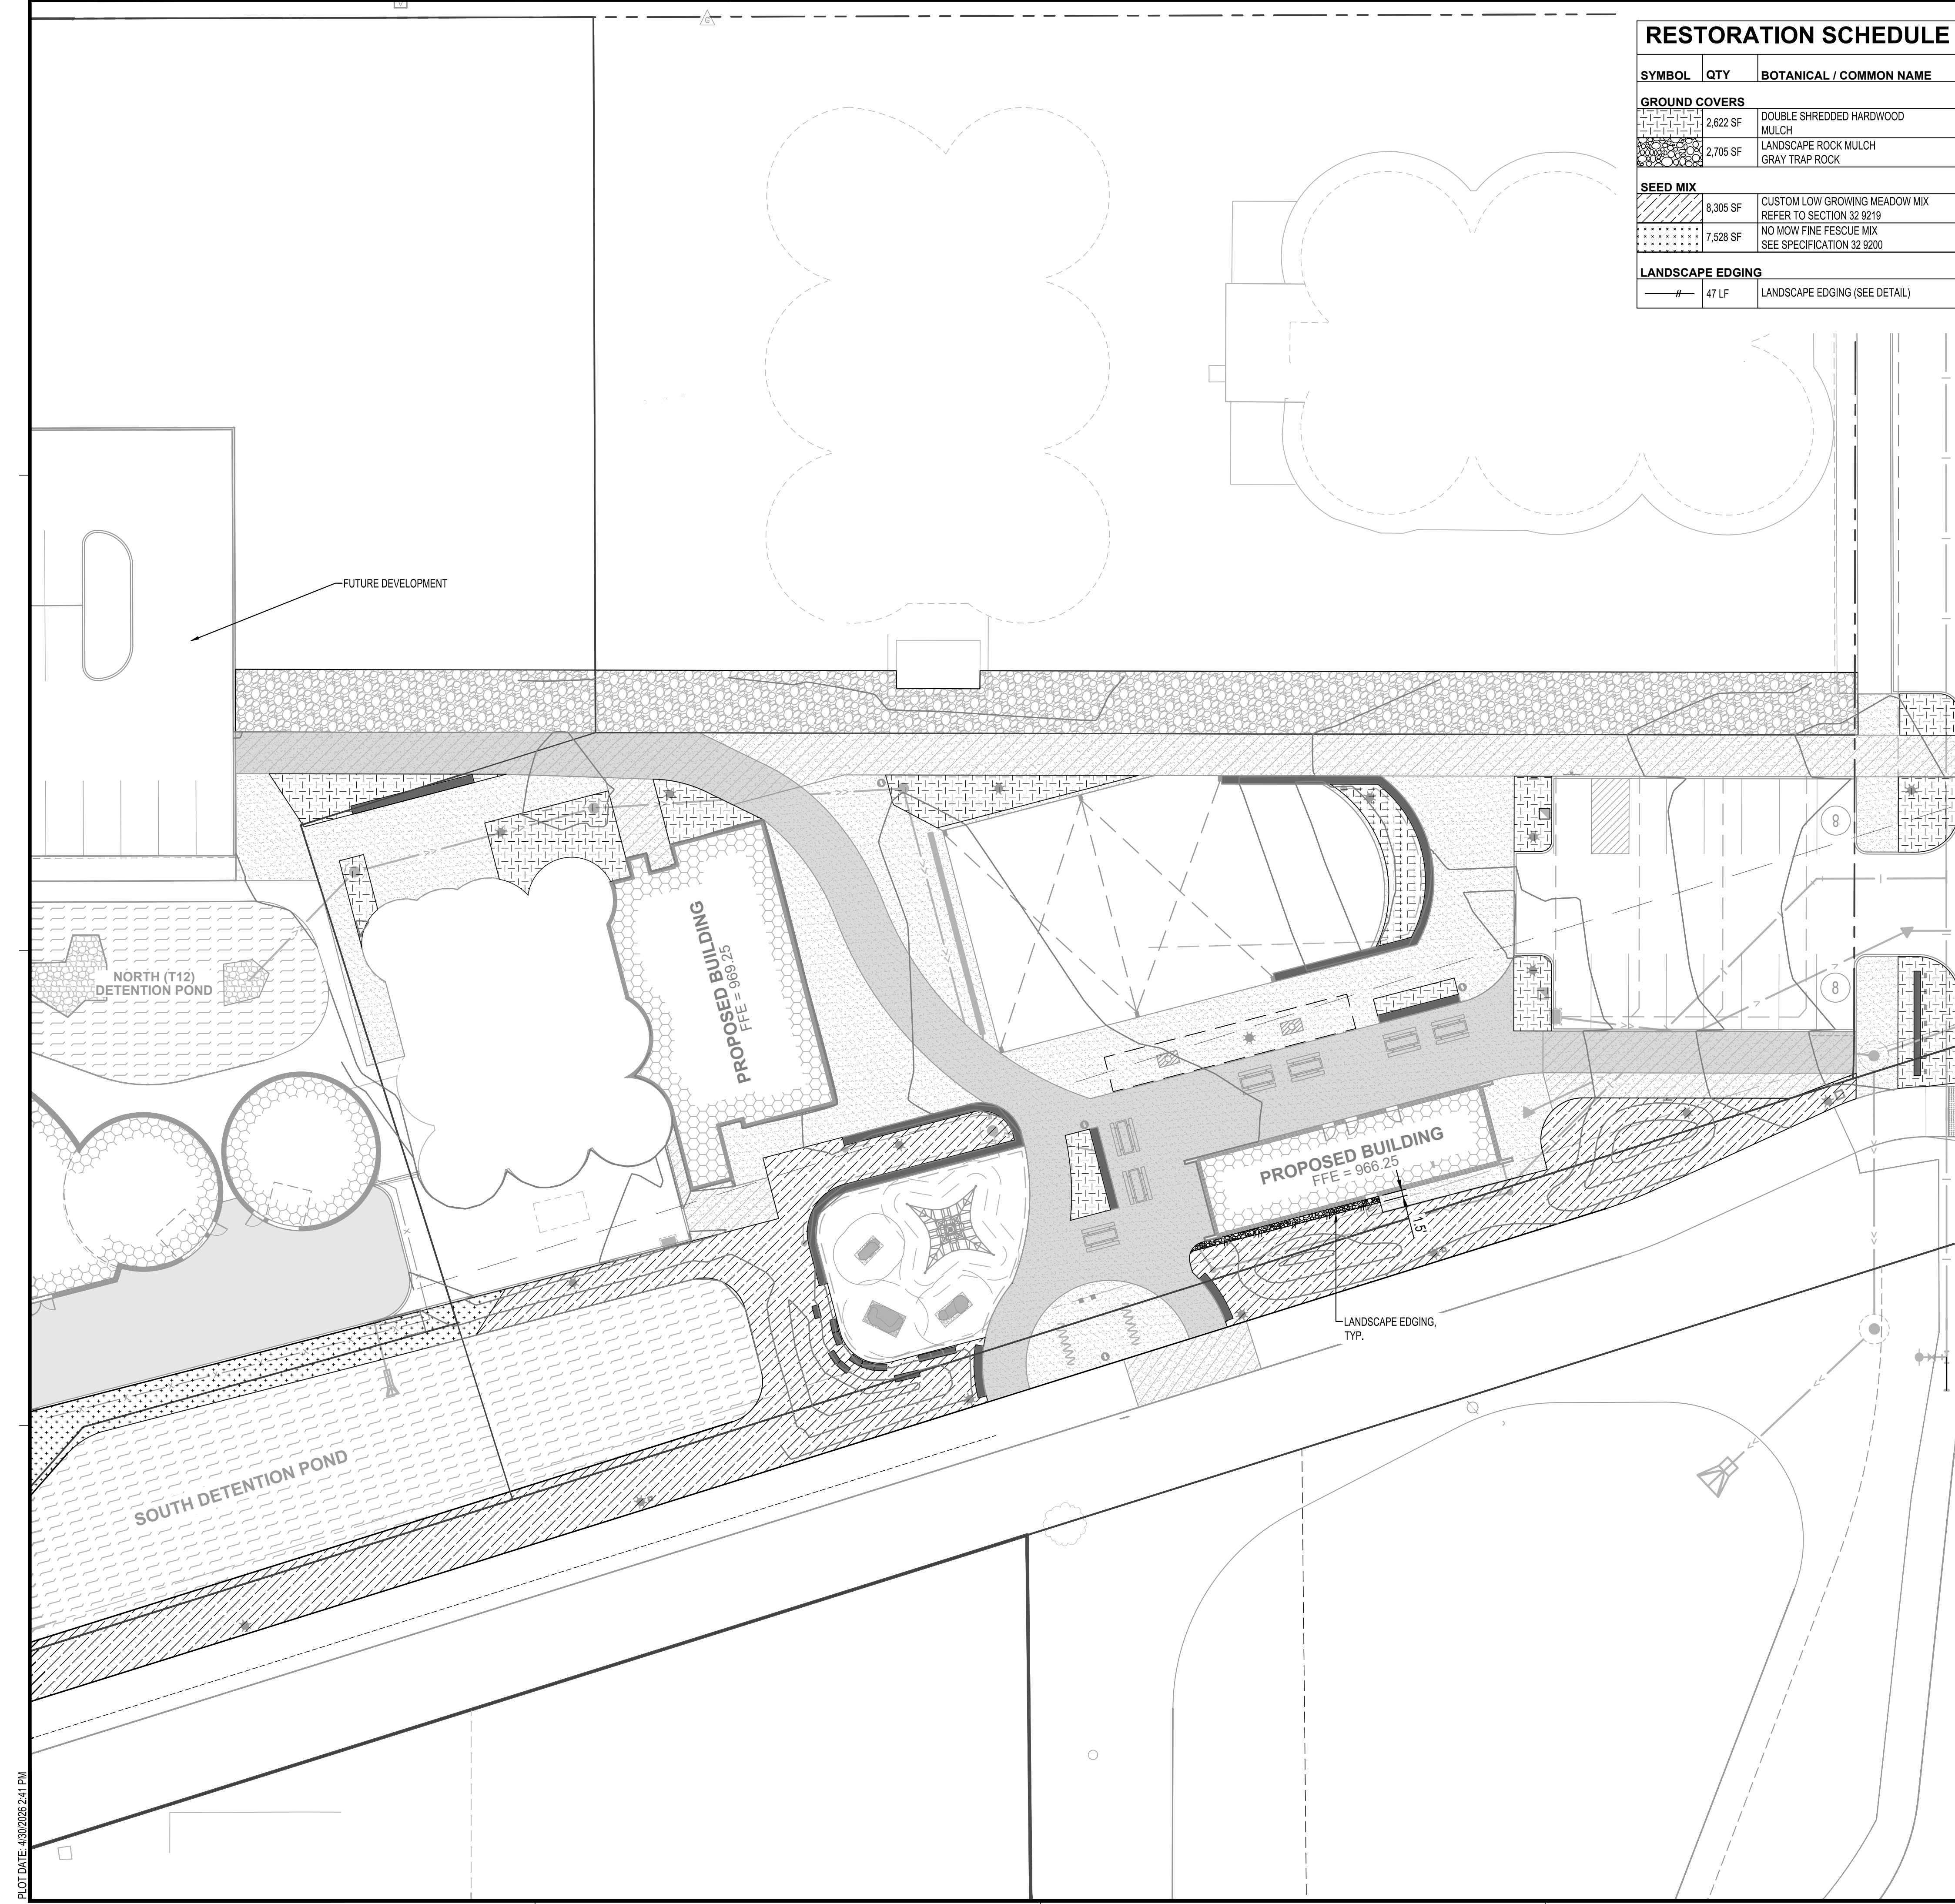 RESTORATION SCHEDULE
SYMBOL QTY BOTANICAL / COMMON NAME
GROUND COVERS
2,622 SF DOUBLE SHREDDED HARDWOOD
MULCH
2,705 SF LANDSCAPE ROCK MULCH
GRAY TRAP ROCK
SEED MIX
8,305 SF CUSTOM LOW GROWING MEADOW MIX
REFER TO SECTION 32 9219
7,528 SF NO MOW FINE FESCUE MIX
SEE SPECIFICATION 32 9200
LANDSCAPE EDGING
47 LF LANDSCAPE EDGING (SEE DETAIL)
V
G
FUTURE DEVELOPMENT
8
8
NORTH (T12)
DETENTION POND
PROPOSED BUILDING
FFE = 969.25
PROPOSED BUILDING
FFE = 966.25
1.5'
LANDSCAPE EDGING,
TYP.
SOUTH DETENTION POND
PLOT DATE: 4/30/2026 2:41 PM